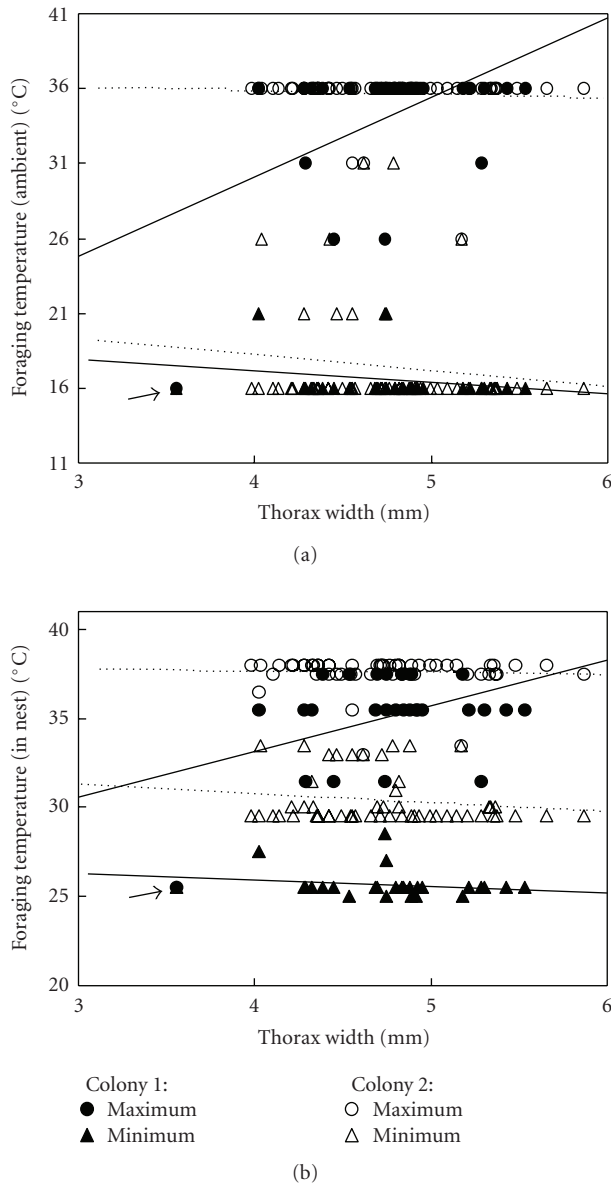 41
36
31
26
21
16
11
Foraging temperature (ambient) (°C)
3 4 5 6
Thorax width (mm)
(a)
40
35
30
25
20
Foraging temperature (in nest) (°C)
3 4 5 6
Thorax width (mm)
Colony 1: Colony 2:
Maximum Maximum
Minimum Minimum
(b)